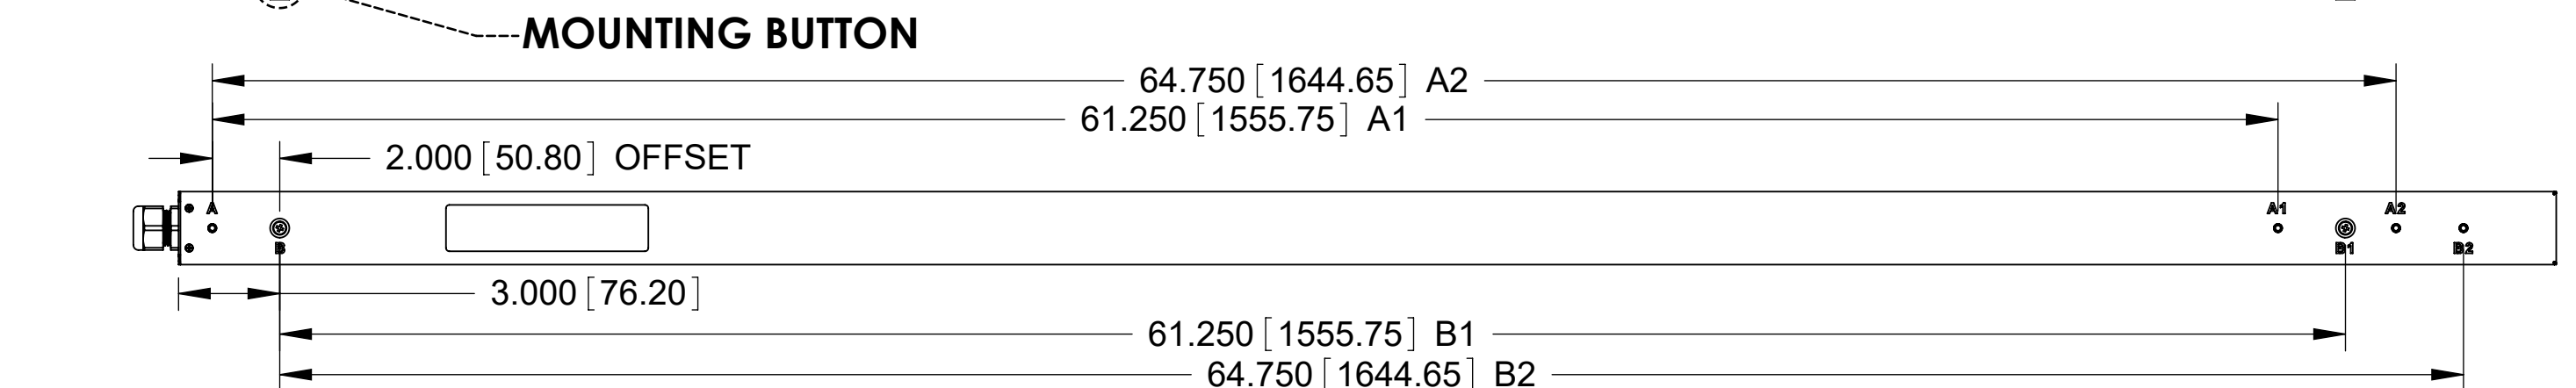 MOUNTING BUTTON
64.750 [1644.65] A2
61.250 [1555.75] A1
2.000 [50.80] OFFSET
A A1 A2
B B1 B2
3.000 [76.20]
61.250 [1555.75] B1
64.750 [1644.65] B2